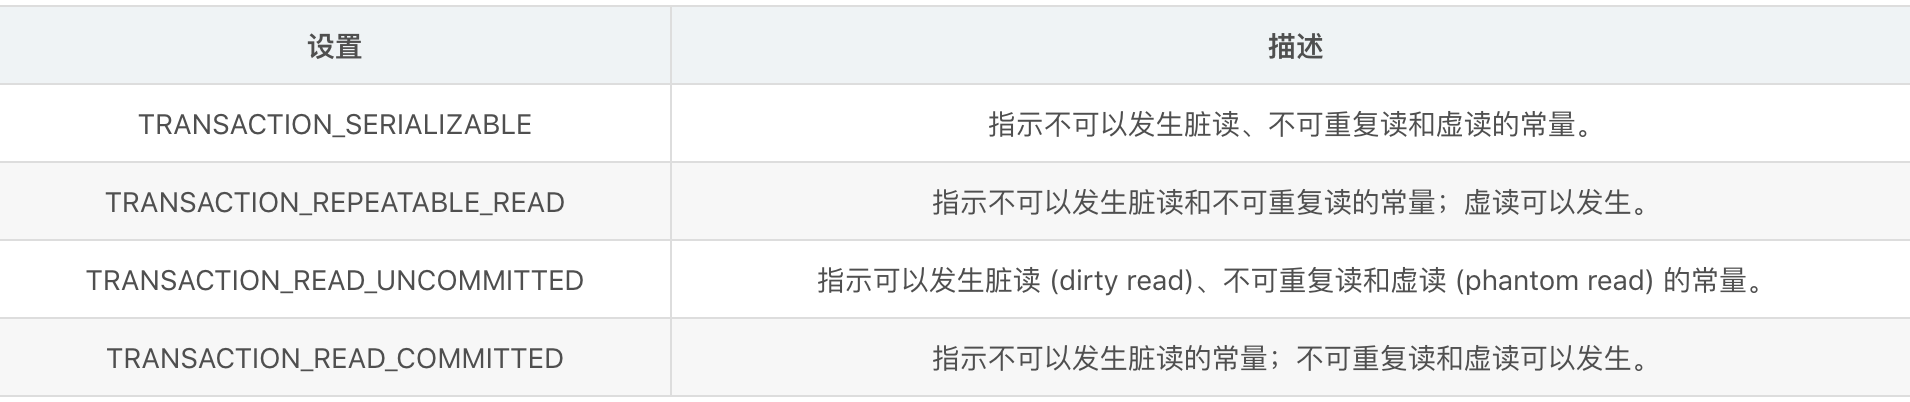 设置 描述
TRANSACTION_SERIALIZABLE 指示不可以发生脏读、不可重复读和虚读的常量。
TRANSACTION_REPEATABLE_READ 指示不可以发生脏读和不可重复读的常量；虚读可以发生。
TRANSACTION_READ_UNCOMMITTED 指示可以发生脏读 (dirty read)、不可重复读和虚读 (phantom read) 的常量。
TRANSACTION_READ_COMMITTED 指示不可以发生脏读的常量；不可重复读和虚读可以发生。